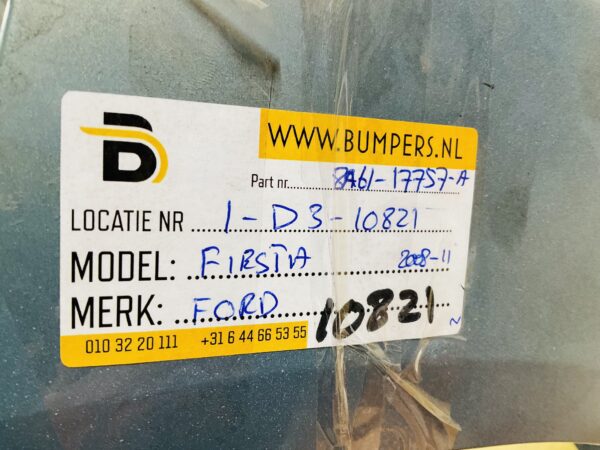 B
WWW.BUMPERS.NL
Part nr. 8A61-17757-A
LOCATIE NR 1-D3-10821
MODEL: FIRSTA 2008-11
MERK: FORD 10821 ~
010 32 20 111 +31 6 44 66 53 55